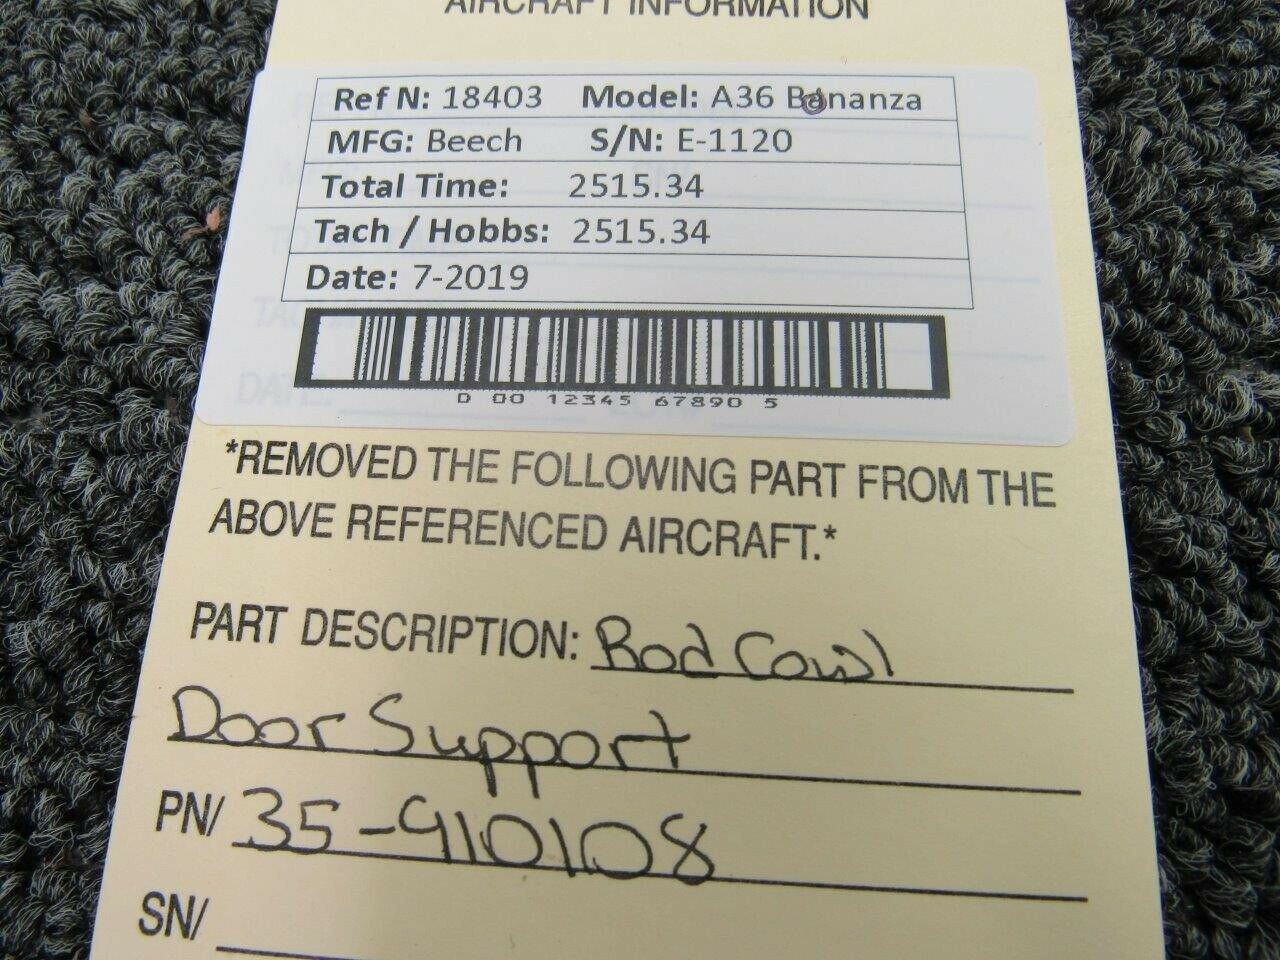 AIRCRAFT INFORMATION
Ref N: 18403 Model: A36 Bonanza
MFG: Beech S/N: E-1120
Total Time: 2515.34
Tach / Hobbs: 2515.34
Date: 7-2019
0 00 12345 67890 5
DATE:
*REMOVED THE FOLLOWING PART FROM THE
ABOVE REFERENCED AIRCRAFT.*
PART DESCRIPTION: Rod Cowl
Door Support
PN/ 35-910108
SN/